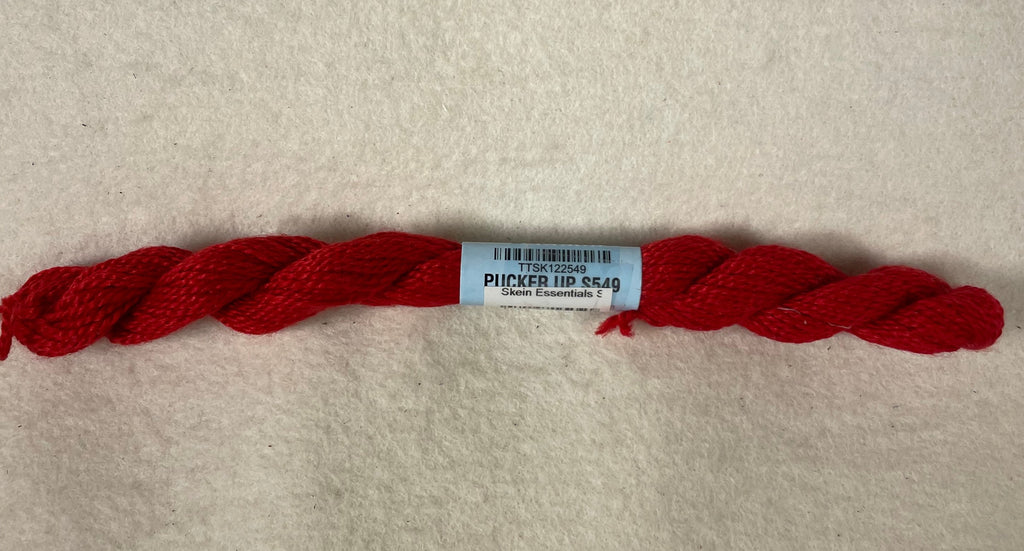 TTSK122549
PUCKER UP S549
Skein Essentials S